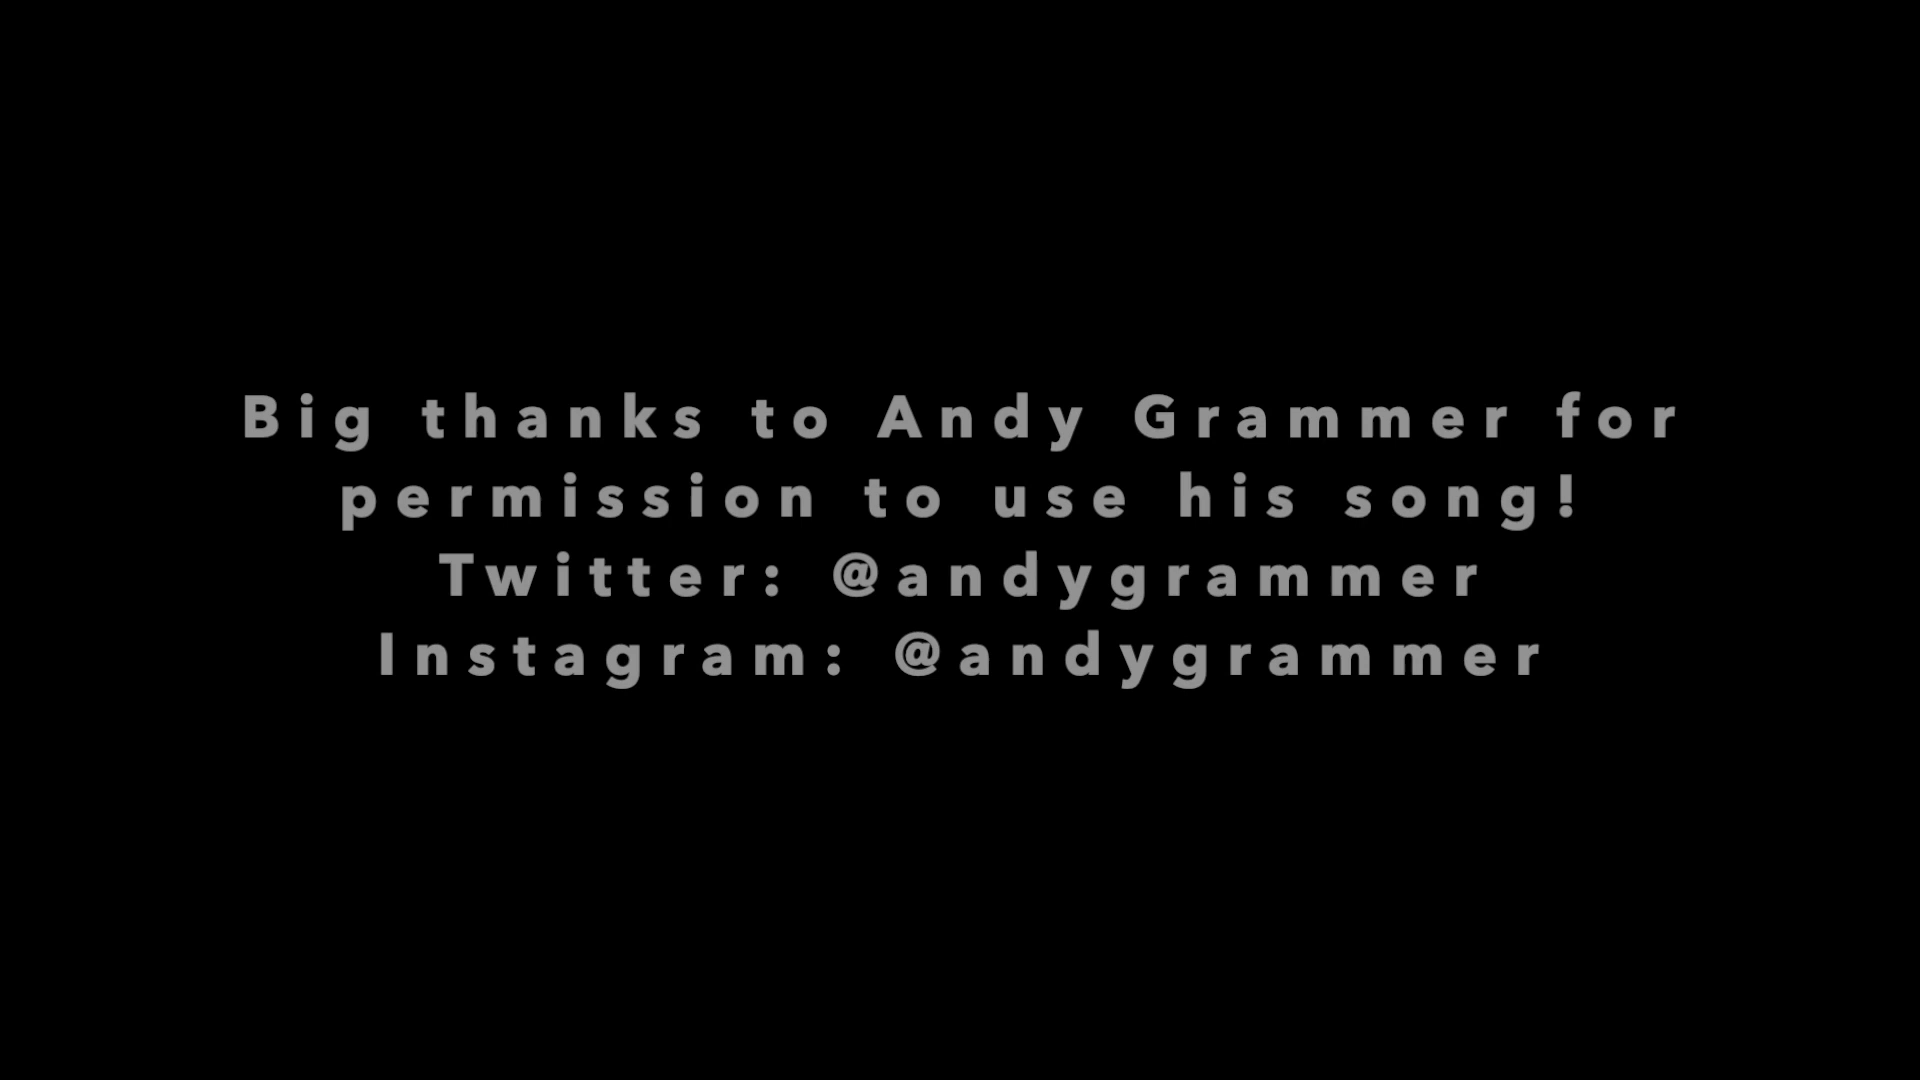 Big thanks to Andy Grammer for
permission to use his song!
Twitter: @andygrammer
Instagram: @andygrammer